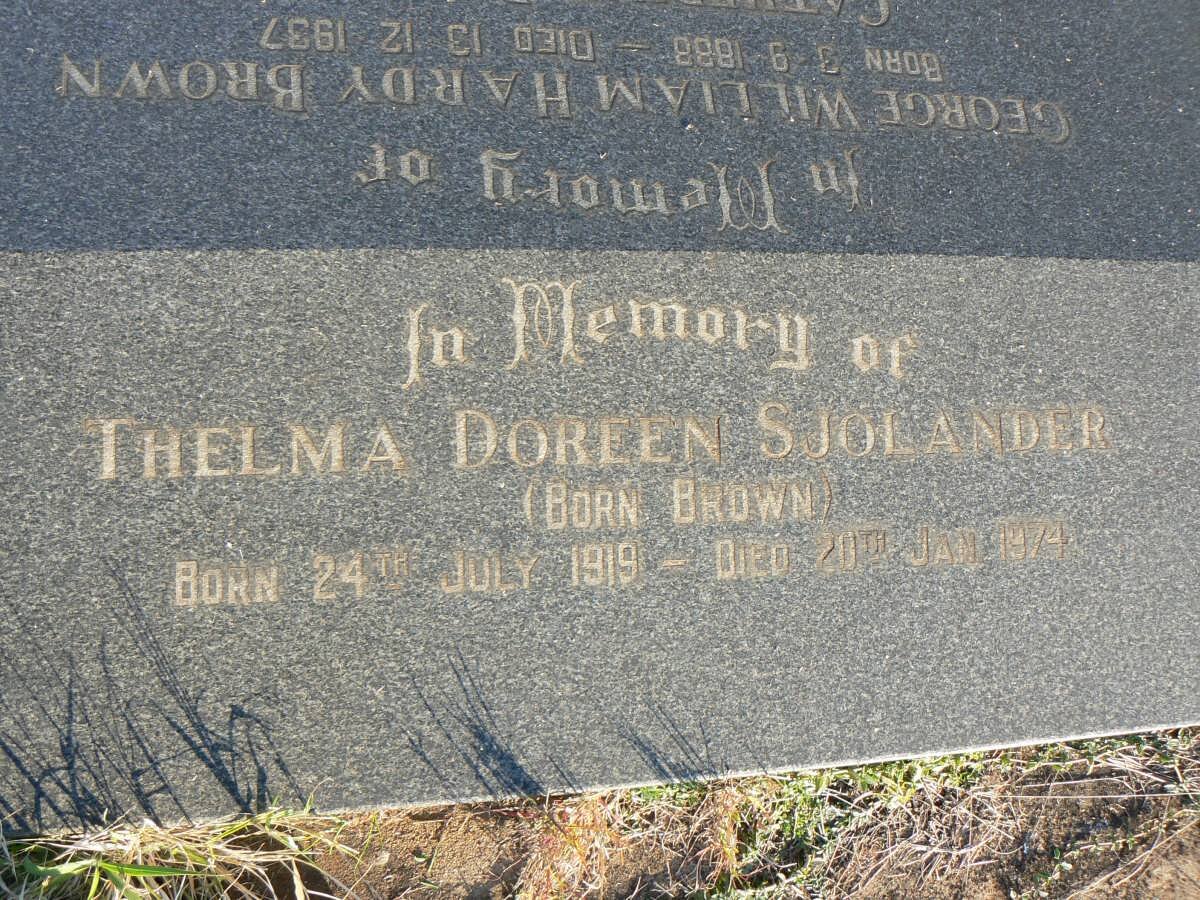 In Memory of
THELMA DOREEN SJOLANDER
(BORN BROWN)
BORN 24TH JULY 1919 – DIED 20TH JAN 1974
In Memory of
GEORGE WILLIAM HARDY BROWN
BORN 3-9-1888 – DIED 13-12-1937